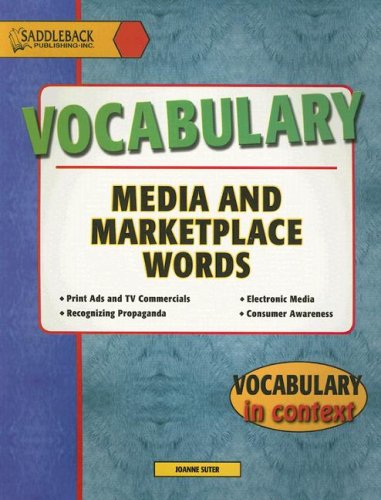 SADDLEBACK
PUBLISHING•INC.
VOCABULARY
MEDIA AND
MARKETPLACE
WORDS
• Print Ads and TV Commercials
• Recognizing Propaganda
• Electronic Media
• Consumer Awareness
VOCABULARY
in context
JOANNE SUTER